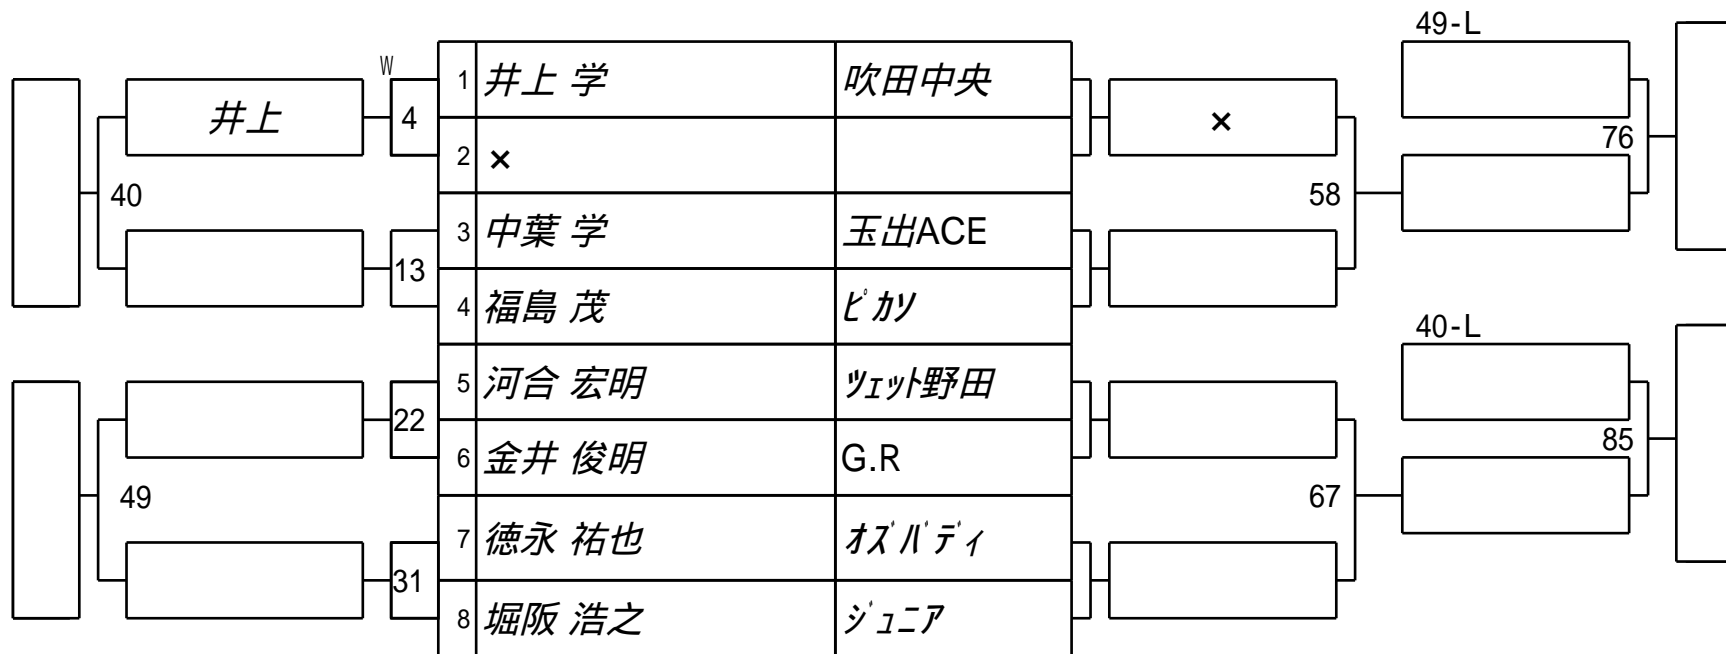 49-L
W
1 井上 学 吹田中央
井上 4 ×
2 × 76
40 58
3 中葉 学 玉出ACE
13
4 福島 茂 ピカソ
40-L
5 河合 宏明 ツェット野田
22
6 金井 俊明 G.R 85
49 67
7 徳永 祐也 オズバディ
31
8 堀阪 浩之 ジュニア